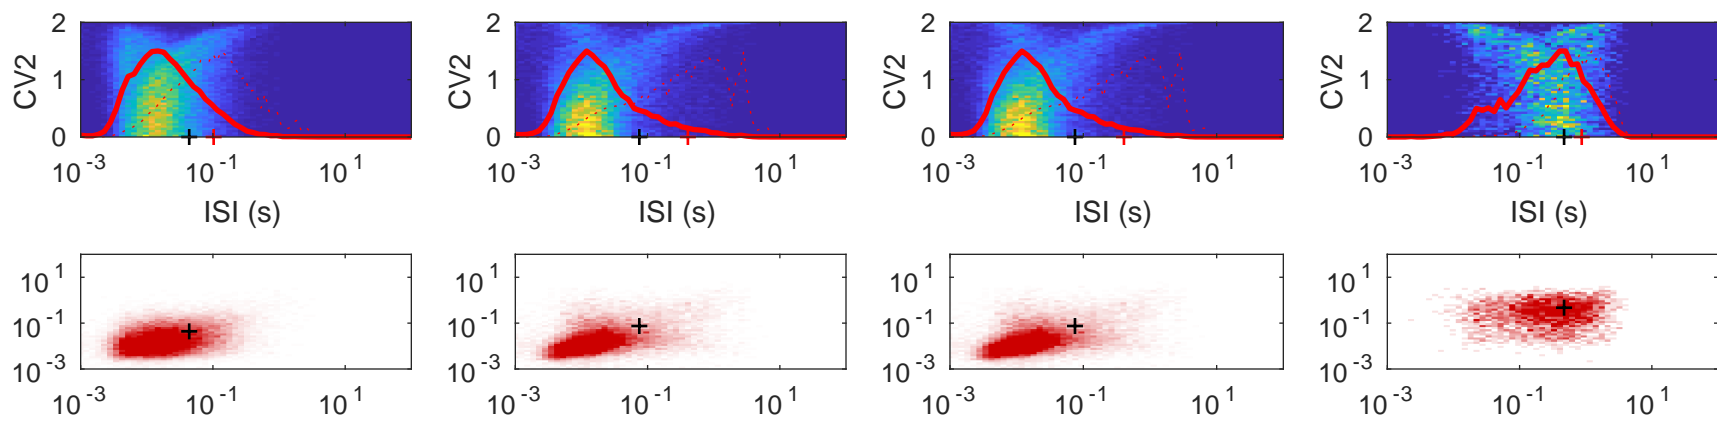 2 2 2 2
CV2 CV2 CV2 CV2
1 1 1 1
0 0 0 0
10^-3 10^-1 10^1 10^-3 10^-1 10^1 10^-3 10^-1 10^1 10^-3 10^-1 10^1
ISI (s) ISI (s) ISI (s) ISI (s)
10^1 10^1 10^1 10^1
10^-1 10^-1 10^-1 10^-1
10^-3 10^-3 10^-3 10^-3
10^-3 10^-1 10^1 10^-3 10^-1 10^1 10^-3 10^-1 10^1 10^-3 10^-1 10^1